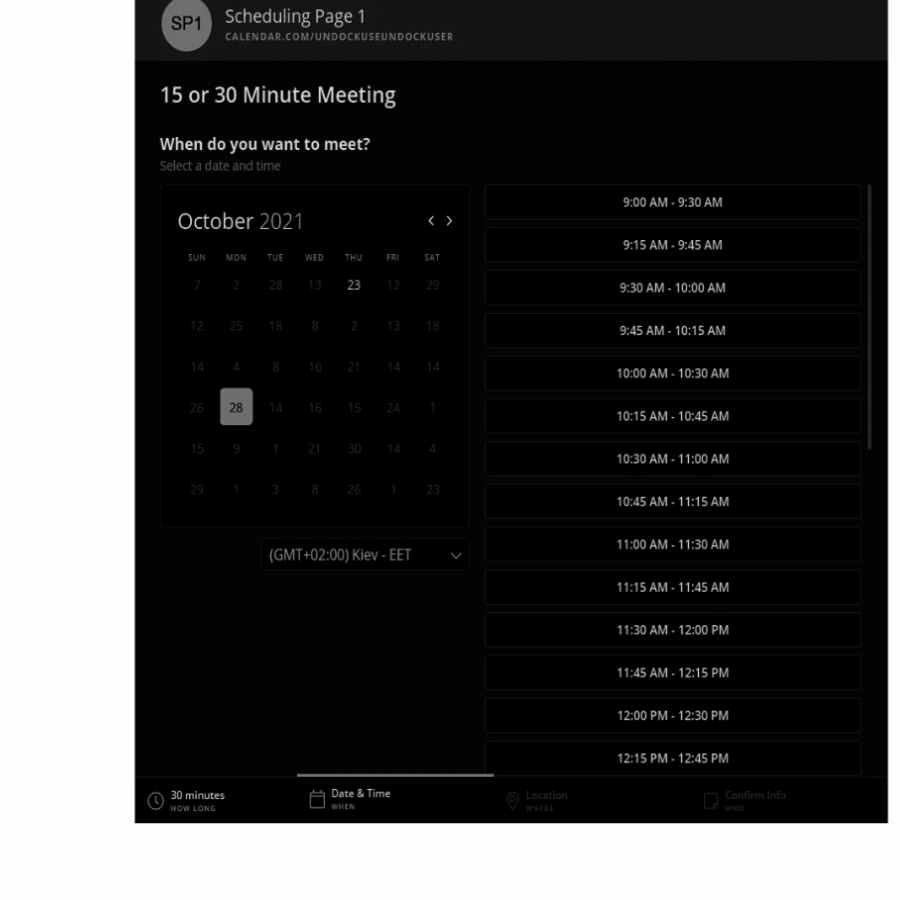 SP1
Scheduling Page 1
CALENDAR.COM/UNDOCKUSEUNDOCKUSER
15 or 30 Minute Meeting
When do you want to meet?
Select a date and time
October 2021
SUN MON TUE WED THU FRI SAT
7 2 28 13 23 12 29
12 25 18 8 2 13 18
14 4 8 16 21 14 14
26 28 14 16 15 24 1
15 9 1 21 30 14 4
29 1 3 8 26 1 23
(GMT+02:00) Kiev - EET
9:00 AM - 9:30 AM
9:15 AM - 9:45 AM
9:30 AM - 10:00 AM
9:45 AM - 10:15 AM
10:00 AM - 10:30 AM
10:15 AM - 10:45 AM
10:30 AM - 11:00 AM
10:45 AM - 11:15 AM
11:00 AM - 11:30 AM
11:15 AM - 11:45 AM
11:30 AM - 12:00 PM
11:45 AM - 12:15 PM
12:00 PM - 12:30 PM
12:15 PM - 12:45 PM
30 minutes
HOW LONG
Date & Time
WHEN
Location
WHERE
Confirm Info
WHO